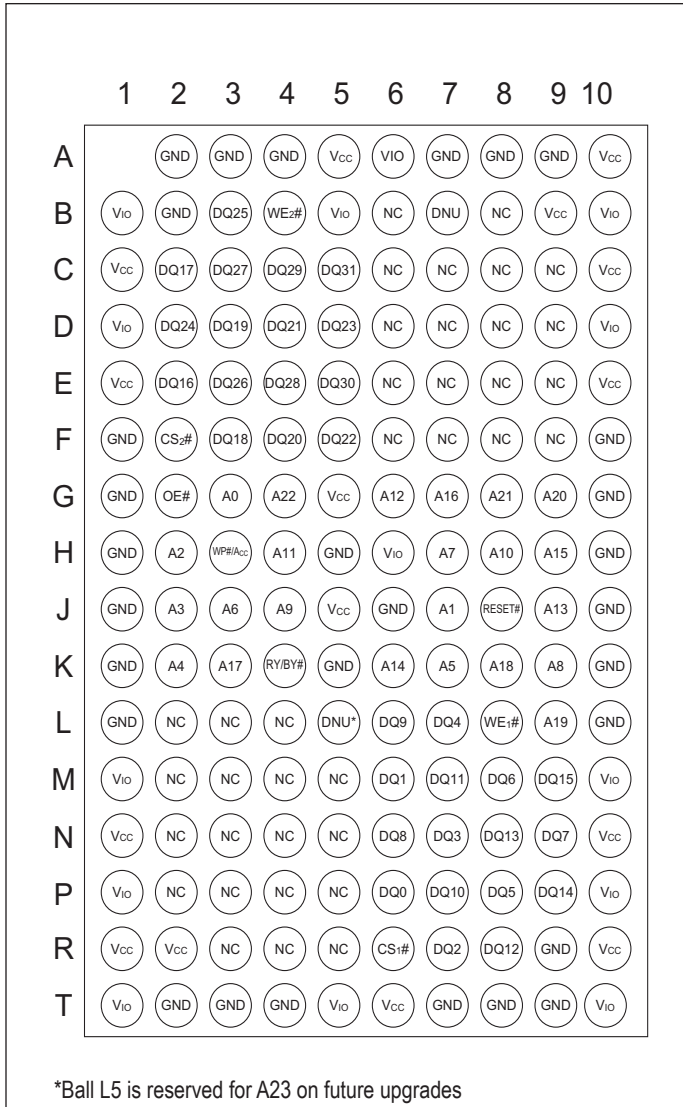 1 2 3 4 5 6 7 8 9 10
A GND GND GND Vcc VIO GND GND GND Vcc
B VIO GND DQ25 WE2# VIO NC DNU NC Vcc VIO
C Vcc DQ17 DQ27 DQ29 DQ31 NC NC NC NC Vcc
D VIO DQ24 DQ19 DQ21 DQ23 NC NC NC NC VIO
E Vcc DQ16 DQ26 DQ28 DQ30 NC NC NC NC Vcc
F GND CS2# DQ18 DQ20 DQ22 NC NC NC NC GND
G GND OE# A0 A22 Vcc A12 A16 A21 A20 GND
H GND A2 WP#/Acc A11 GND VIO A7 A10 A15 GND
J GND A3 A6 A9 Vcc GND A1 RESET# A13 GND
K GND A4 A17 RY/BY# GND A14 A5 A18 A8 GND
L GND NC NC NC DNU* DQ9 DQ4 WE1# A19 GND
M VIO NC NC NC NC DQ1 DQ11 DQ6 DQ15 VIO
N Vcc NC NC NC NC DQ8 DQ3 DQ13 DQ7 Vcc
P VIO NC NC NC NC DQ0 DQ10 DQ5 DQ14 VIO
R Vcc Vcc NC NC NC CS1# DQ2 DQ12 GND Vcc
T VIO GND GND GND VIO Vcc GND GND GND VIO
*Ball L5 is reserved for A23 on future upgrades